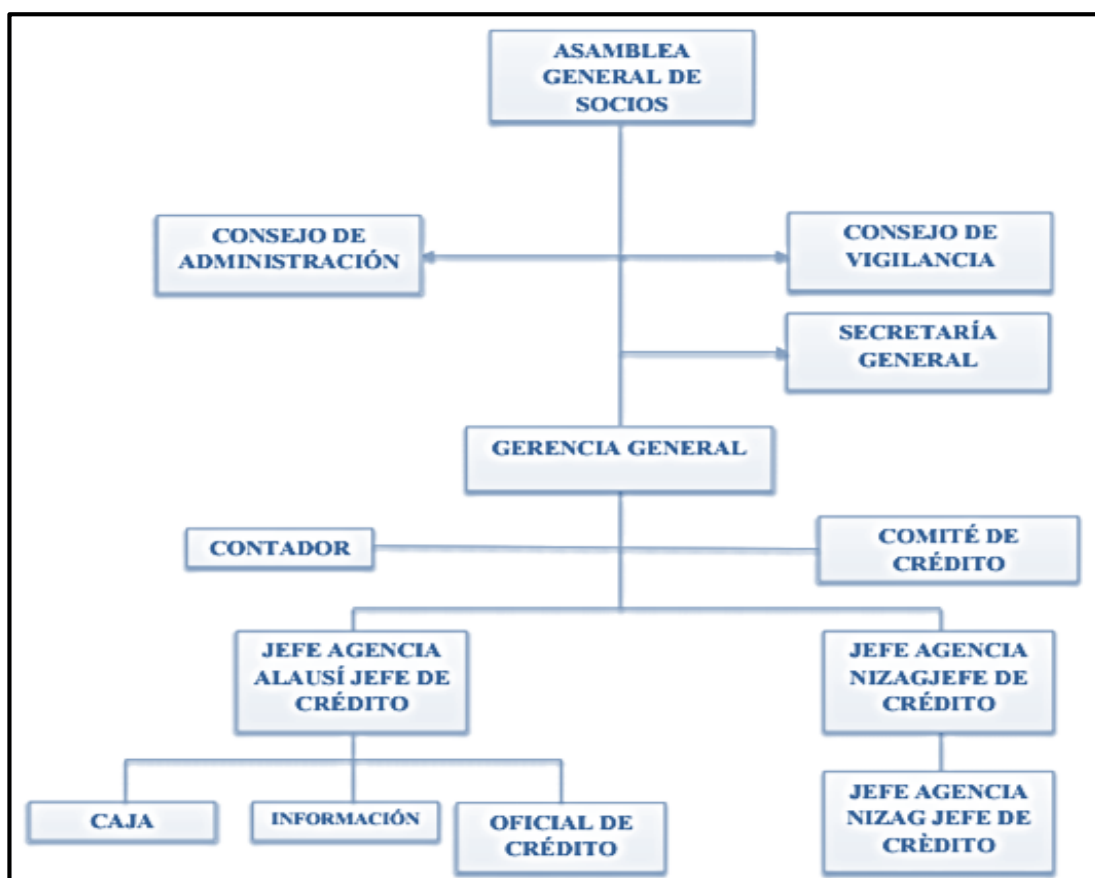 ASAMBLEA
GENERAL DE
SOCIOS
CONSEJO DE
ADMINISTRACIÓN
CONSEJO DE
VIGILANCIA
SECRETARÍA
GENERAL
GERENCIA GENERAL
CONTADOR
COMITÉ DE
CRÉDITO
JEFE AGENCIA
ALAUSÍ JEFE DE
CRÉDITO
JEFE AGENCIA
NIZAGJEFE DE
CRÉDITO
CAJA
INFORMACIÓN
OFICIAL DE
CRÉDITO
JEFE AGENCIA
NIZAG JEFE DE
CRÈDITO